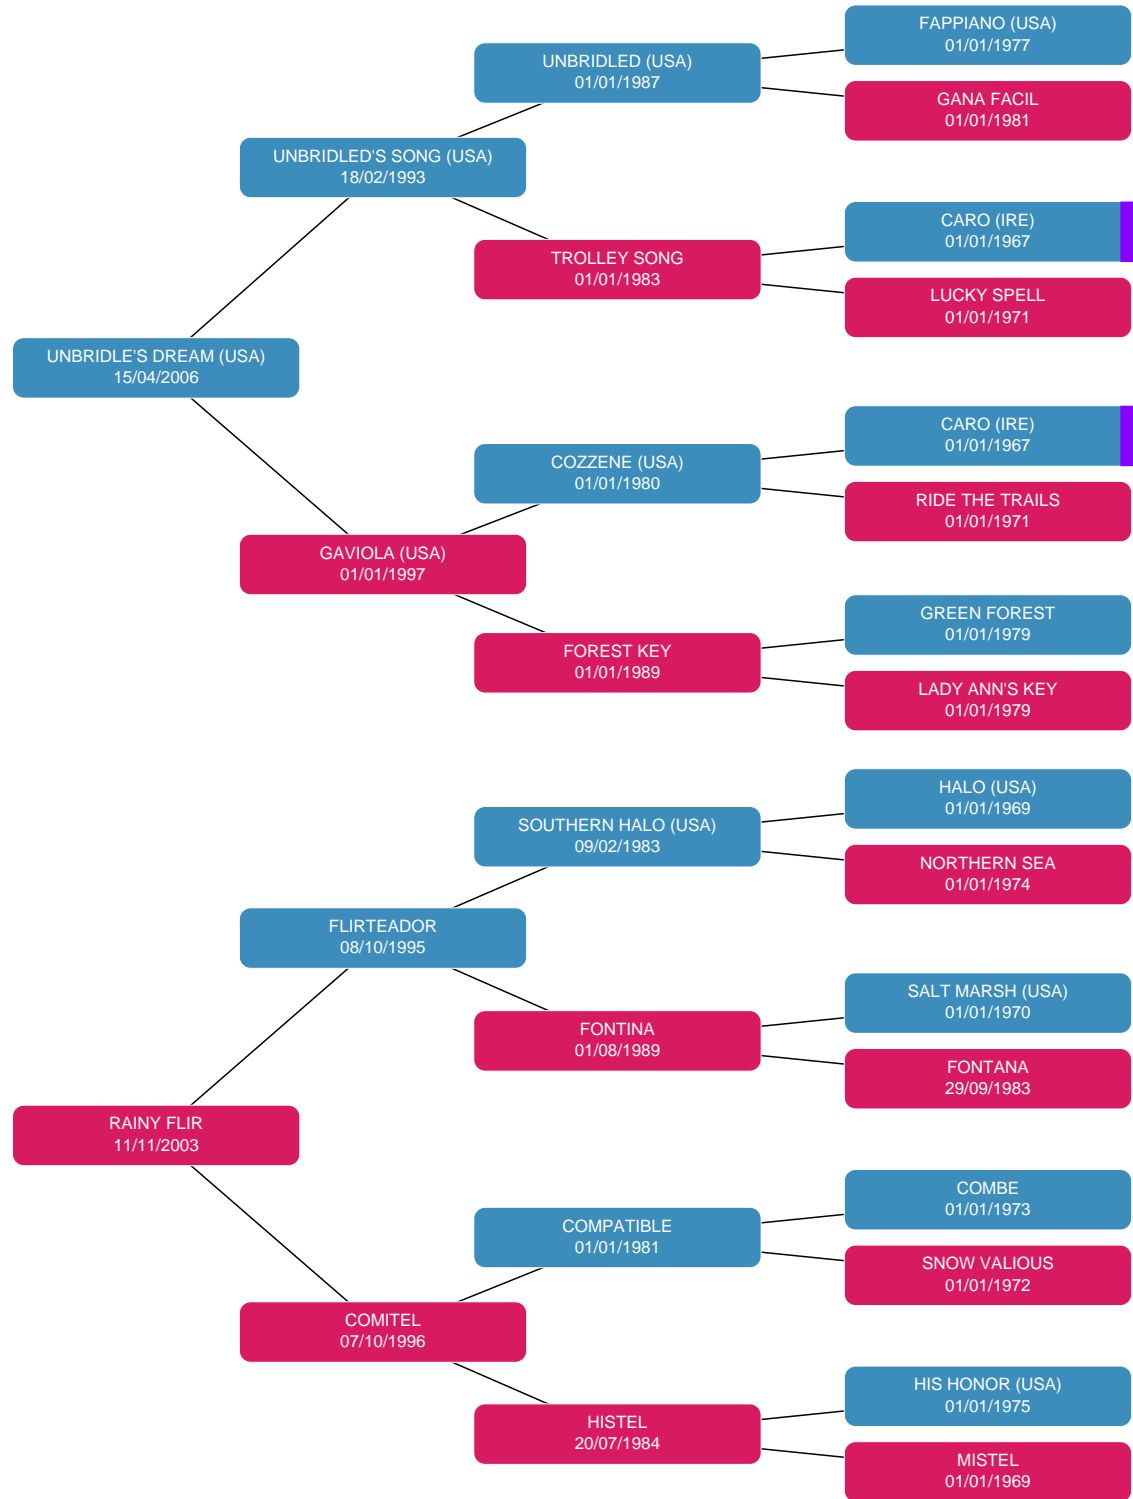 FAPPIANO (USA)
01/01/1977
UNBRIDLED (USA)
01/01/1987
GANA FACIL
01/01/1981
UNBRIDLED'S SONG (USA)
18/02/1993
CARO (IRE)
01/01/1967
TROLLEY SONG
01/01/1983
LUCKY SPELL
01/01/1971
UNBRIDLE'S DREAM (USA)
15/04/2006
CARO (IRE)
01/01/1967
COZZENE (USA)
01/01/1980
RIDE THE TRAILS
01/01/1971
GAVIOLA (USA)
01/01/1997
GREEN FOREST
01/01/1979
FOREST KEY
01/01/1989
LADY ANN'S KEY
01/01/1979
HALO (USA)
01/01/1969
SOUTHERN HALO (USA)
09/02/1983
NORTHERN SEA
01/01/1974
FLIRTEADOR
08/10/1995
SALT MARSH (USA)
01/01/1970
FONTINA
01/08/1989
FONTANA
29/09/1983
RAINY FLIR
11/11/2003
COMBE
01/01/1973
COMPATIBLE
01/01/1981
SNOW VALIOUS
01/01/1972
COMITEL
07/10/1996
HIS HONOR (USA)
01/01/1975
HISTEL
20/07/1984
MISTEL
01/01/1969